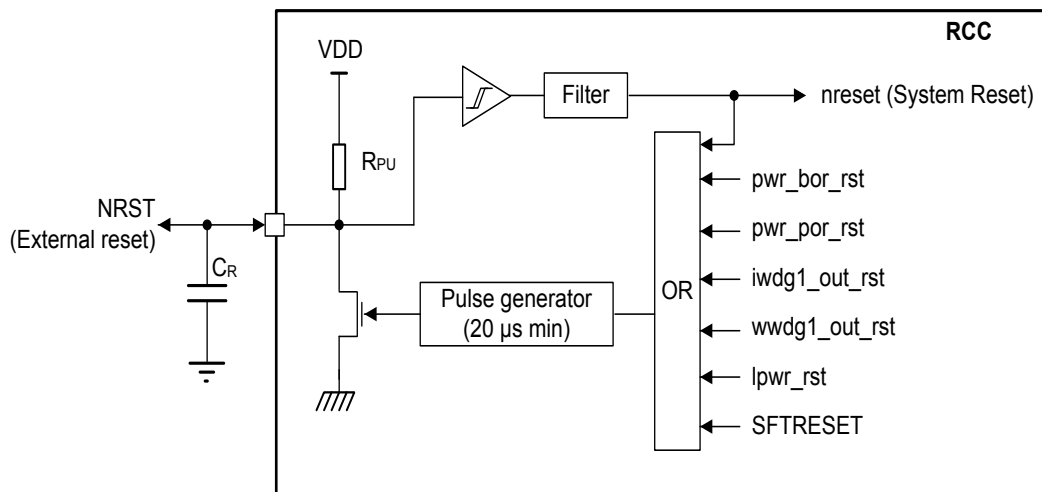 RCC
VDD
Filter
nreset (System Reset)
RPU
pwr_bor_rst
NRST
(External reset)
pwr_por_rst
CR
iwdg1_out_rst
OR
Pulse generator
(20 µs min)
wwdg1_out_rst
lpwr_rst
SFTRESET